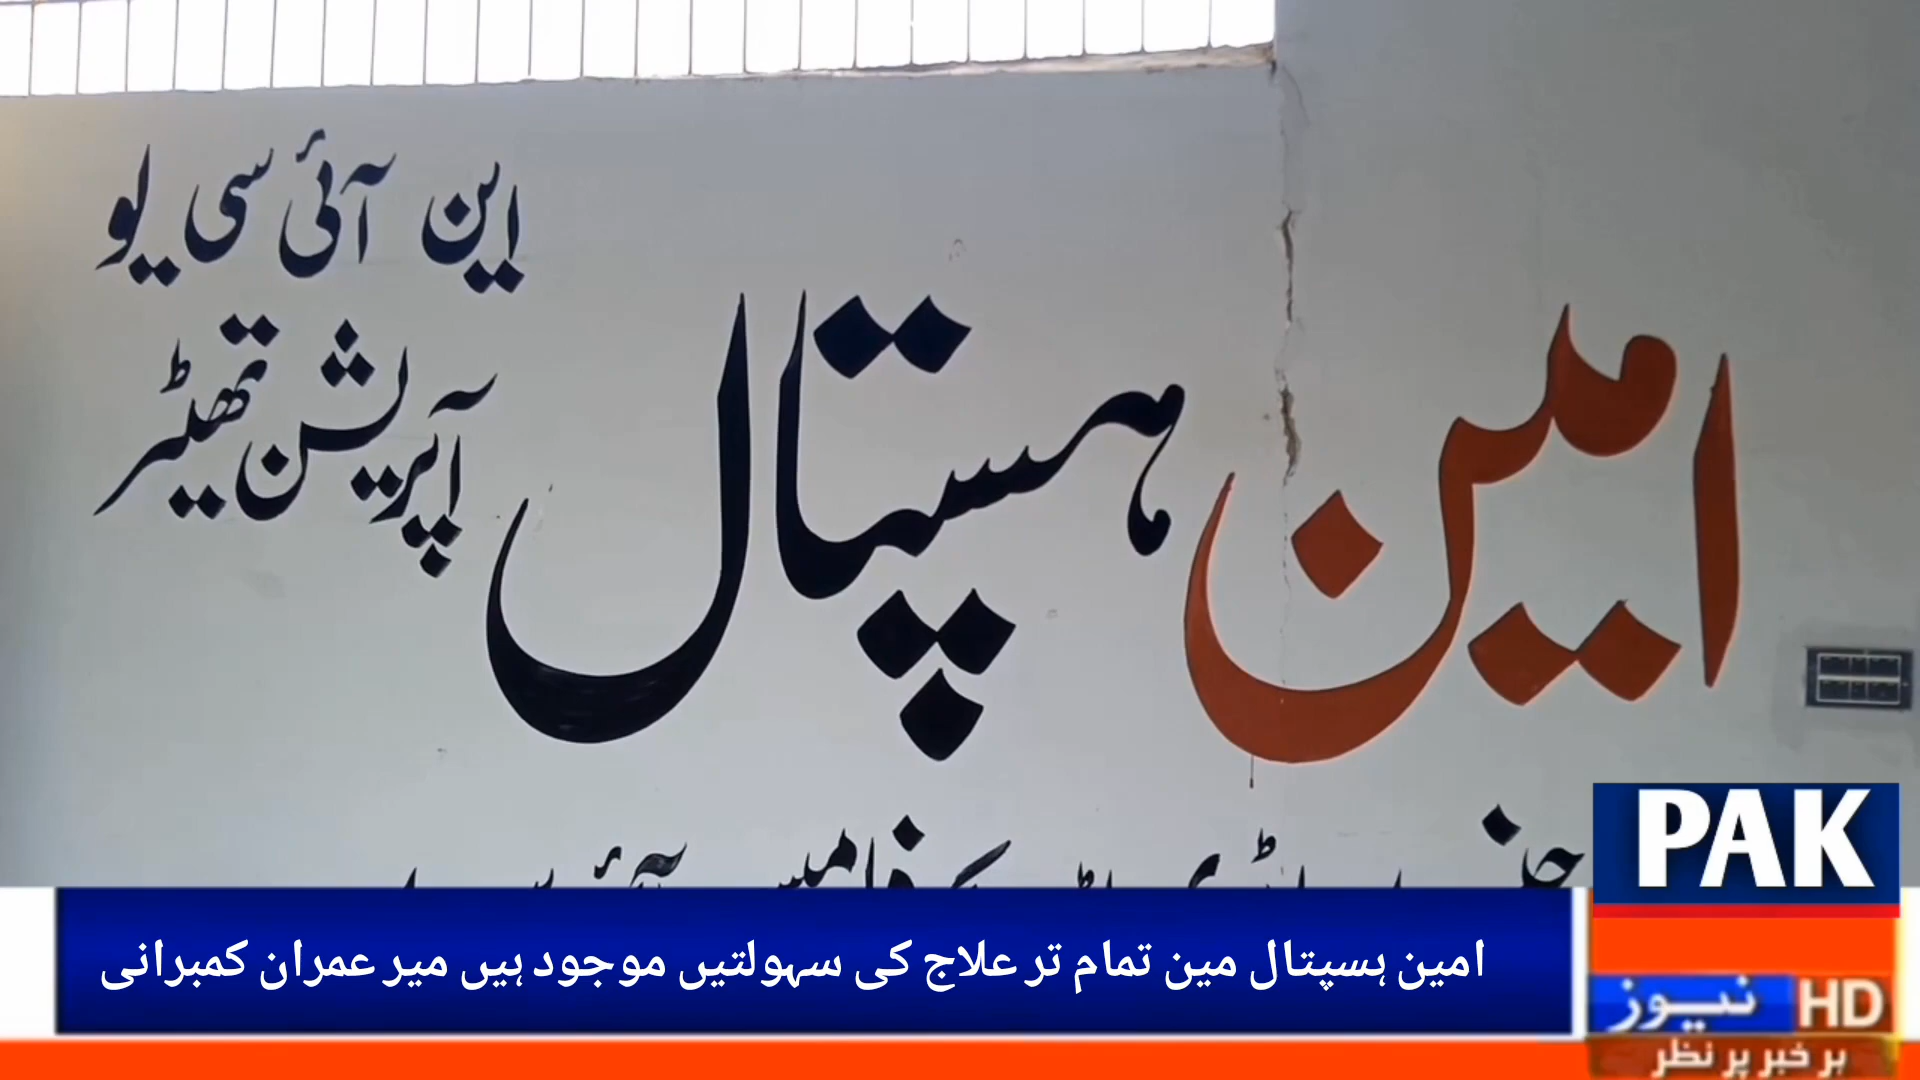 این آئی سی یو
آپریشن تھیٹر
امین ہسپتال
PAK
امین ہسپتال مین تمام تر علاج کی سہولتیں موجود ہیں میر عمران کمبرانی
نیوز HD
ہر خبر پر نظر